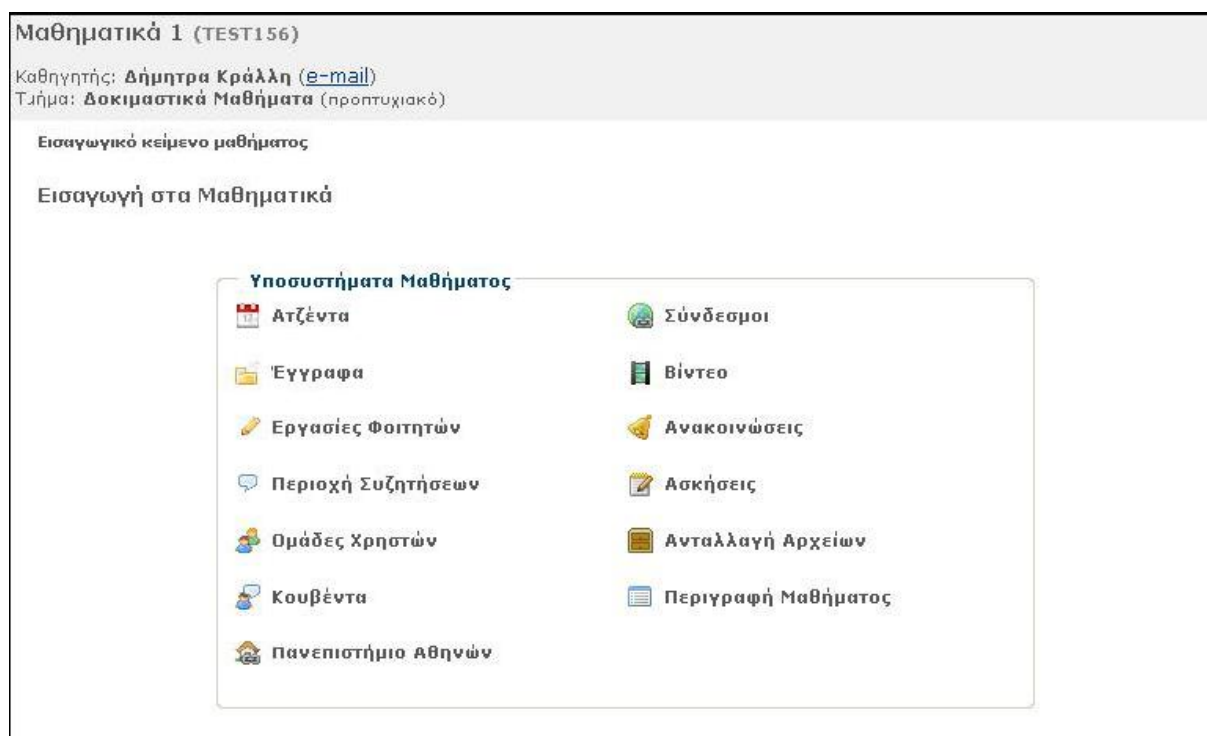 Μαθηματικά 1 (TEST156)
Καθηγητής: Δήμητρα Κράλλη (e-mail)
Τμήμα: Δοκιμαστικά Μαθήματα (προπτυχιακό)
Εισαγωγικό κείμενο μαθήματος
Εισαγωγή στα Μαθηματικά
Υποσυστήματα Μαθήματος
Ατζέντα
Σύνδεσμοι
Έγγραφα
Βίντεο
Εργασίες Φοιτητών
Ανακοινώσεις
Περιοχή Συζητήσεων
Ασκήσεις
Ομάδες Χρηστών
Ανταλλαγή Αρχείων
Κουβέντα
Περιγραφή Μαθήματος
Πανεπιστήμιο Αθηνών